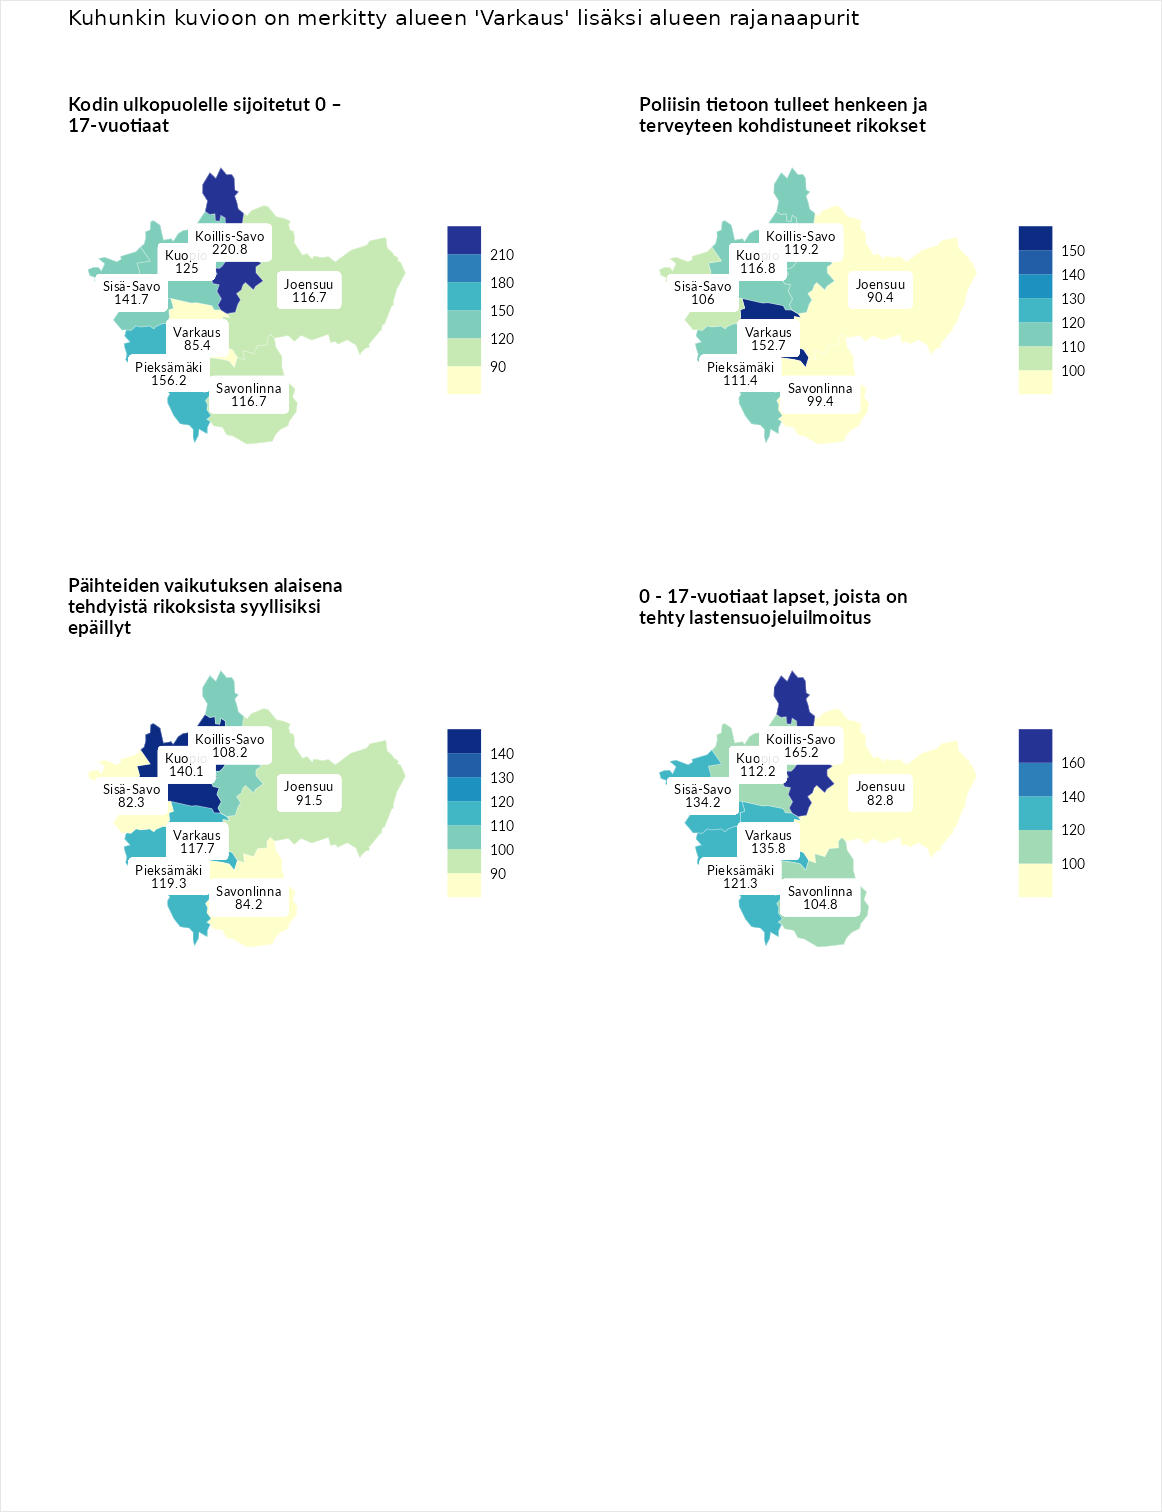 Kuhunkin kuvioon on merkitty alueen 'Varkaus' lisäksi alueen rajanaapurit
Kodin ulkopuolelle sijoitetut 0 –
17-vuotiaat
Koillis-Savo
220.8
Kuopio
125
Sisä-Savo
141.7
Joensuu
116.7
Varkaus
85.4
Pieksämäki
156.2
Savonlinna
116.7
210
180
150
120
90
Poliisin tietoon tulleet henkeen ja
terveyteen kohdistuneet rikokset
Koillis-Savo
119.2
Kuopio
116.8
Sisä-Savo
106
Joensuu
90.4
Varkaus
152.7
Pieksämäki
111.4
Savonlinna
99.4
150
140
130
120
110
100
Päihteiden vaikutuksen alaisena
tehdyistä rikoksista syyllisiksi
epäillyt
Koillis-Savo
108.2
Kuopio
140.1
Sisä-Savo
82.3
Joensuu
91.5
Varkaus
117.7
Pieksämäki
119.3
Savonlinna
84.2
140
130
120
110
100
90
0 - 17-vuotiaat lapset, joista on
tehty lastensuojeluilmoitus
Koillis-Savo
165.2
Kuopio
112.2
Sisä-Savo
134.2
Joensuu
82.8
Varkaus
135.8
Pieksämäki
121.3
Savonlinna
104.8
160
140
120
100